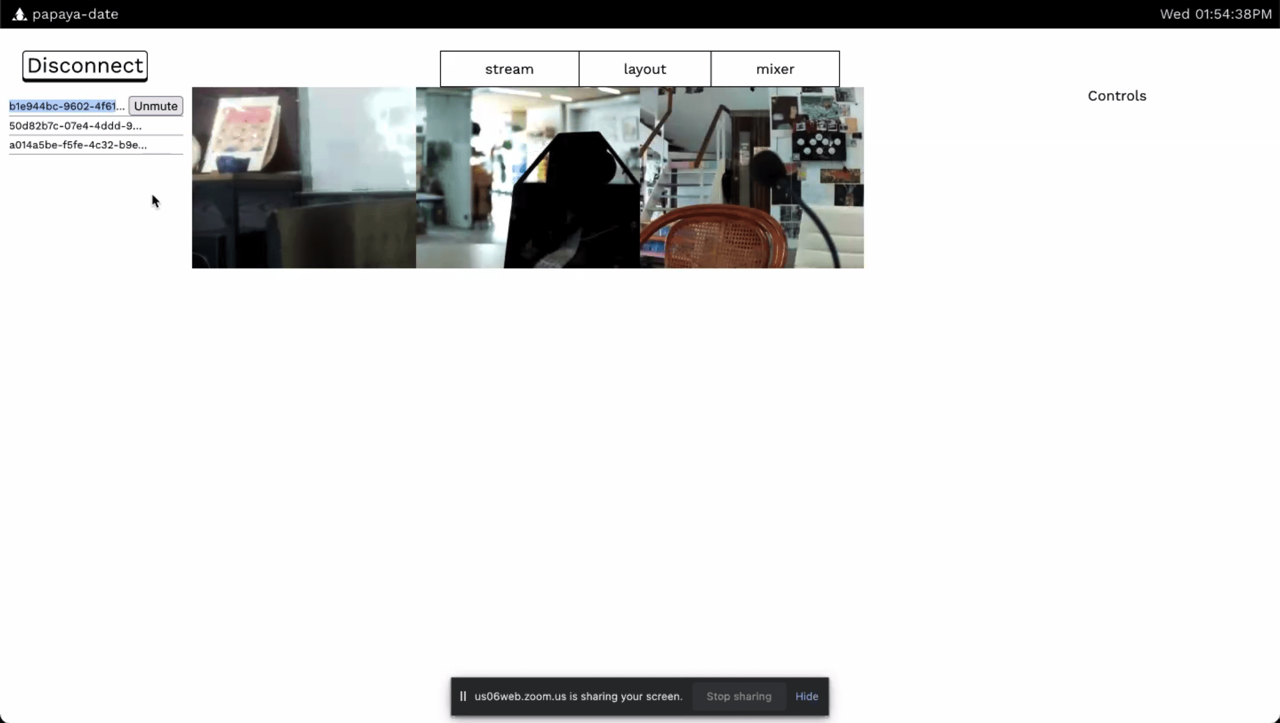 papaya-date
Wed 01:54:38PM
Disconnect
stream
layout
mixer
Controls
b1e944bc-9602-4f61...
Unmute
50d82b7c-07e4-4ddd-9...
a014a5be-f5fe-4c32-b9e...
us06web.zoom.us is sharing your screen.
Stop sharing
Hide